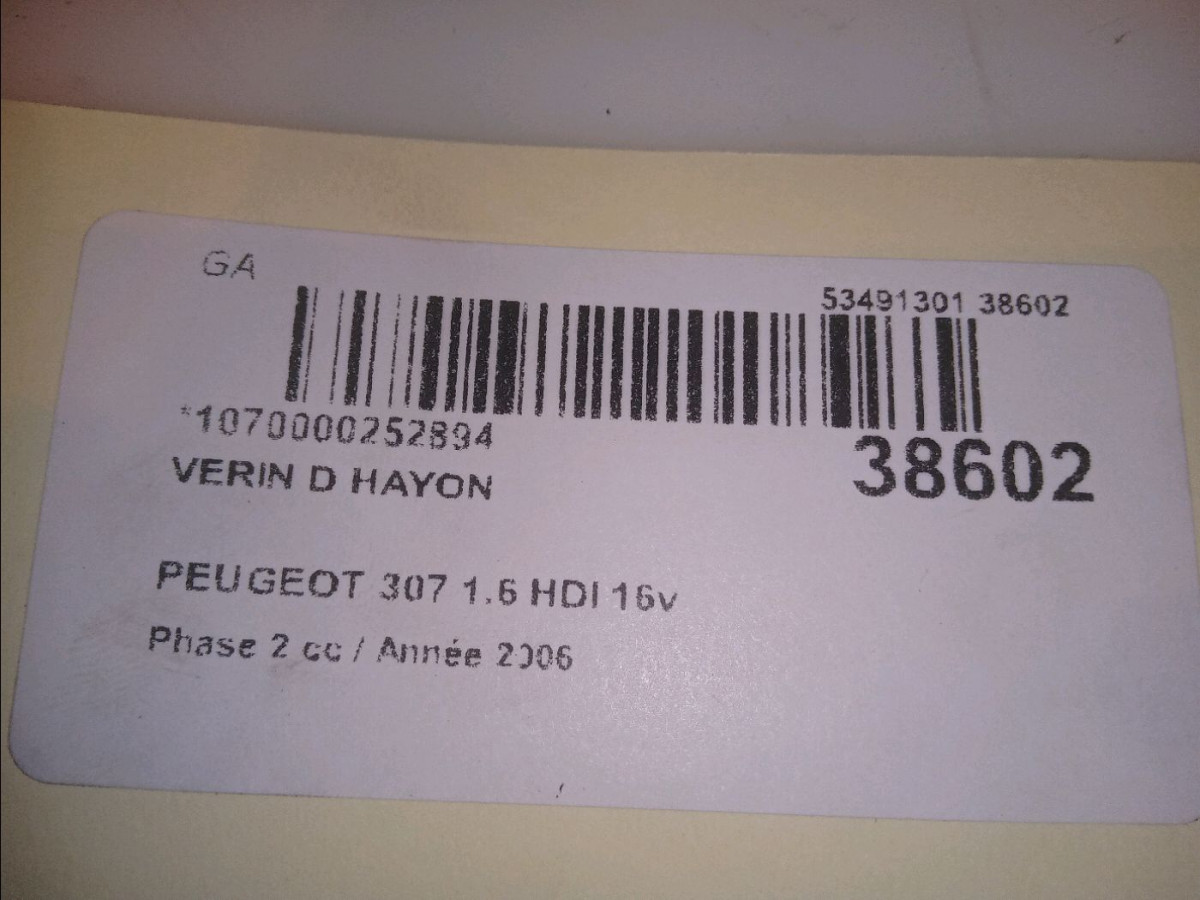 GA
53491301 38602
*1070000252894
38602
VERIN D HAYON
PEUGEOT 307 1.6 HDI 16v
Phase 2 cc / Année 2006